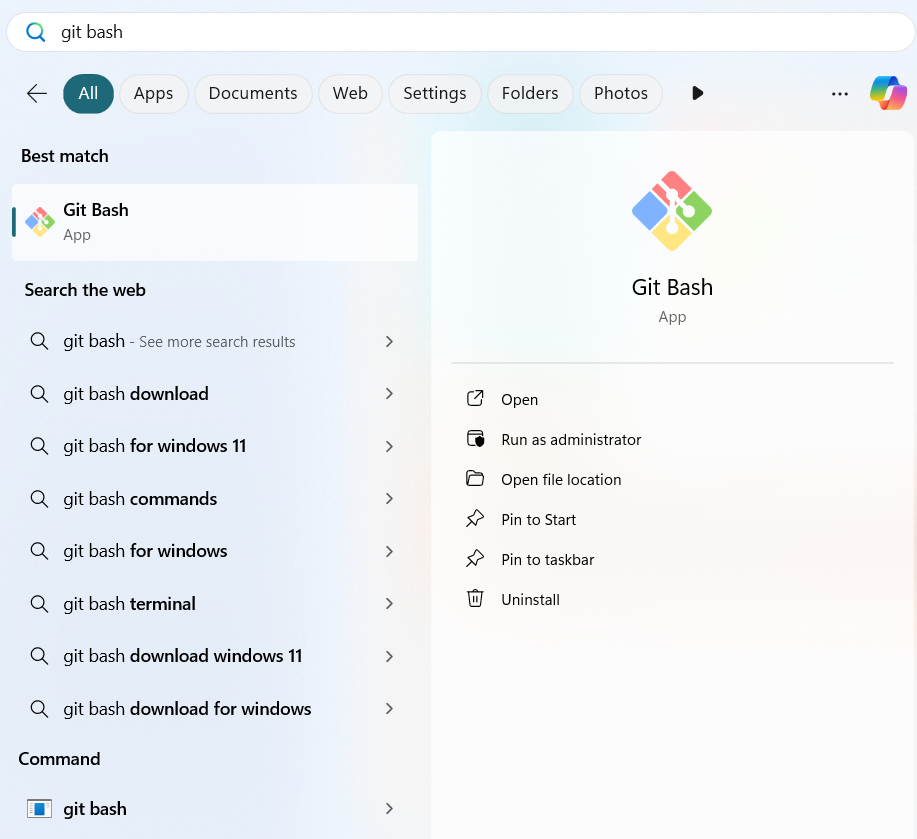 git bash
All
Apps
Documents
Web
Settings
Folders
Photos
Best match
Git Bash
App
Search the web
git bash - See more search results
git bash download
git bash for windows 11
git bash commands
git bash for windows
git bash terminal
git bash download windows 11
git bash download for windows
Command
git bash
Git Bash
App
Open
Run as administrator
Open file location
Pin to Start
Pin to taskbar
Uninstall